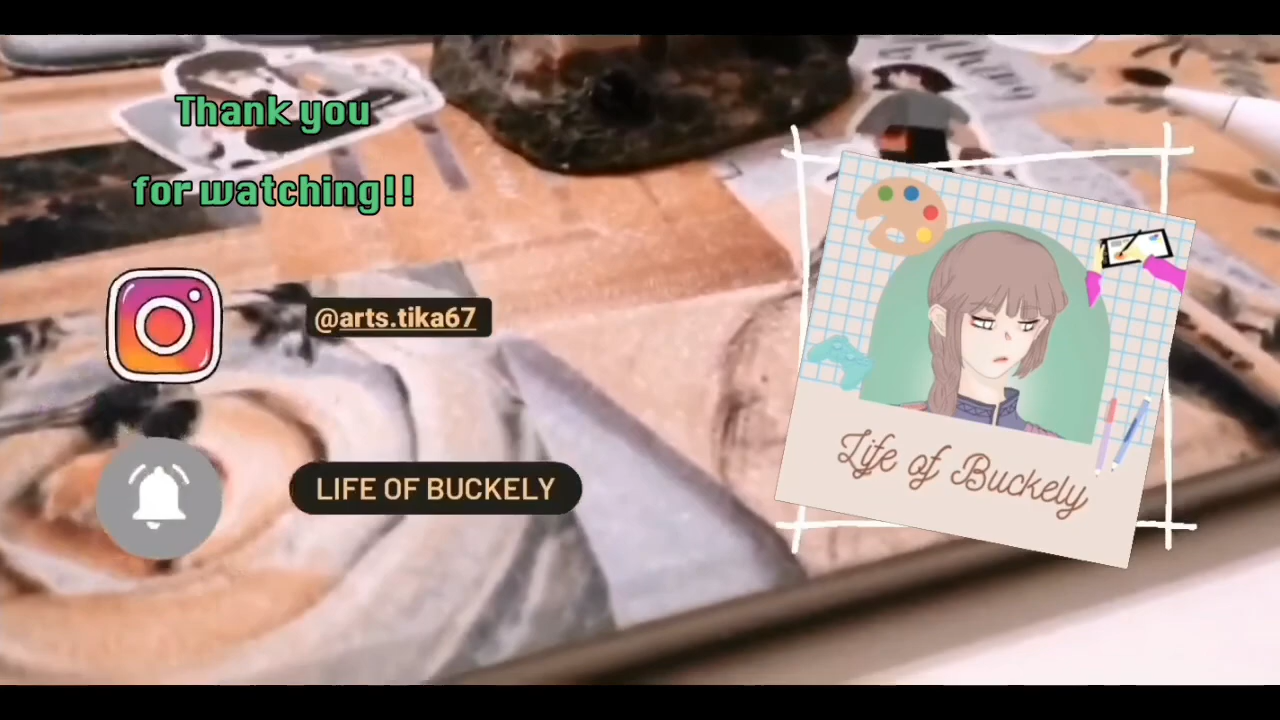 Thank you
for watching!!
@arts.tika67
LIFE OF BUCKELY
Life of Buckely